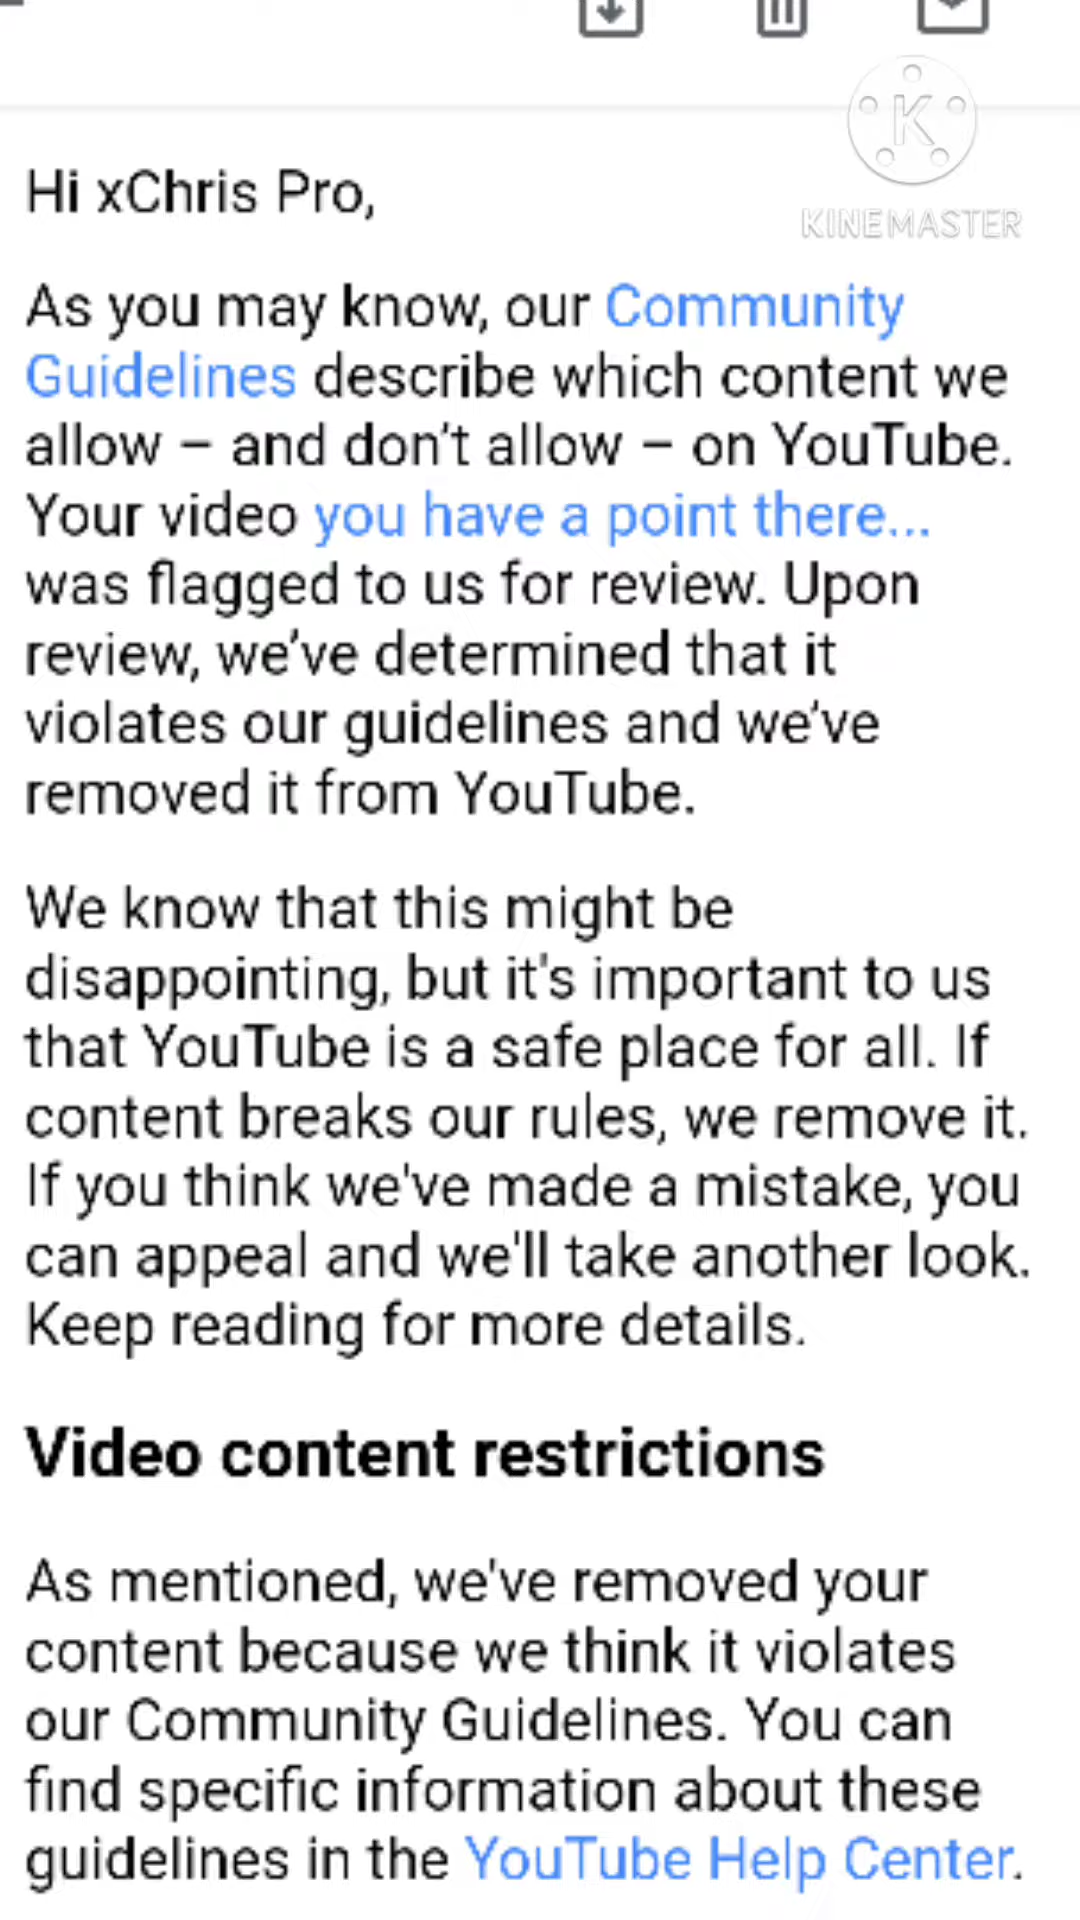 K
KINEMASTER
Hi xChris Pro,
As you may know, our Community
Guidelines describe which content we
allow – and don't allow – on YouTube.
Your video you have a point there...
was flagged to us for review. Upon
review, we've determined that it
violates our guidelines and we've
removed it from YouTube.
We know that this might be
disappointing, but it's important to us
that YouTube is a safe place for all. If
content breaks our rules, we remove it.
If you think we've made a mistake, you
can appeal and we'll take another look.
Keep reading for more details.
Video content restrictions
As mentioned, we've removed your
content because we think it violates
our Community Guidelines. You can
find specific information about these
guidelines in the YouTube Help Center.